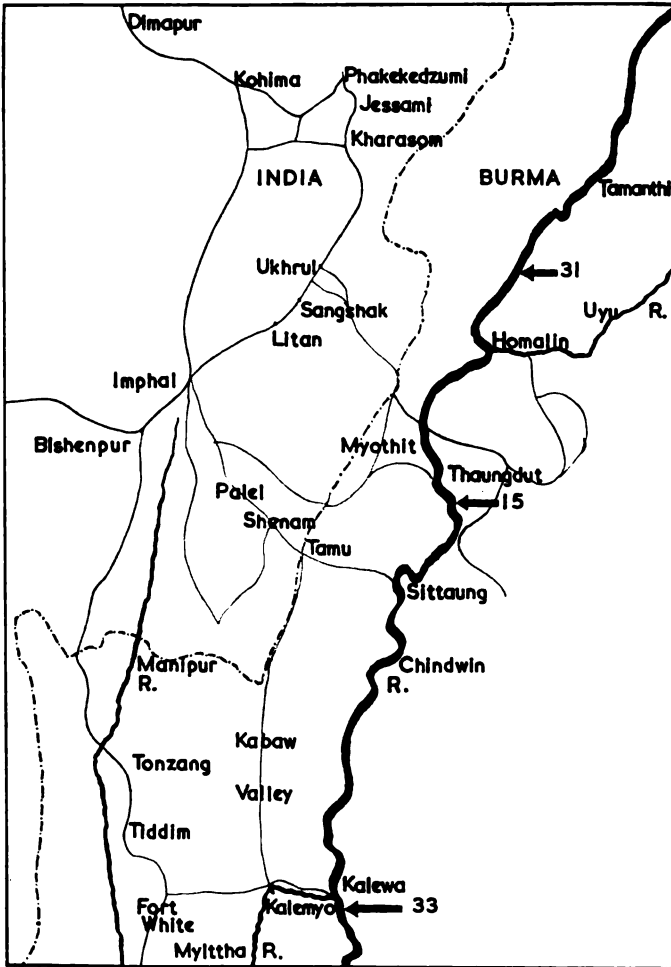 Dimapur
Kohima
Phakekedzumi
Jessami
Kharasom
INDIA
BURMA
Tamanthi
31
Ukhrul
Uyu R.
Sangshak
Litan
Homalin
Imphal
Bishenpur
Myothit
Thaungdut
Palel
15
Shenam
Tamu
Sittaung
Manipur
R.
Chindwin
R.
Kabaw
Tonzang
Valley
Tiddim
Kalewa
Fort
White
Kalemyo
33
Myittha R.